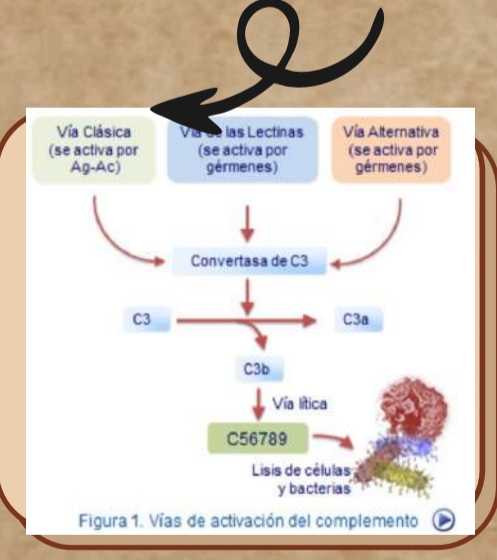 Vía Clásica
(se activa por
Ag-Ac)
Vía de las Lectinas
(se activa por
gérmenes)
Vía Alternativa
(se activa por
gérmenes)
Convertasa de C3
C3
C3a
C3b
Vía lítica
C56789
Lisis de células
y bacterias
Figura 1. Vías de activación del complemento